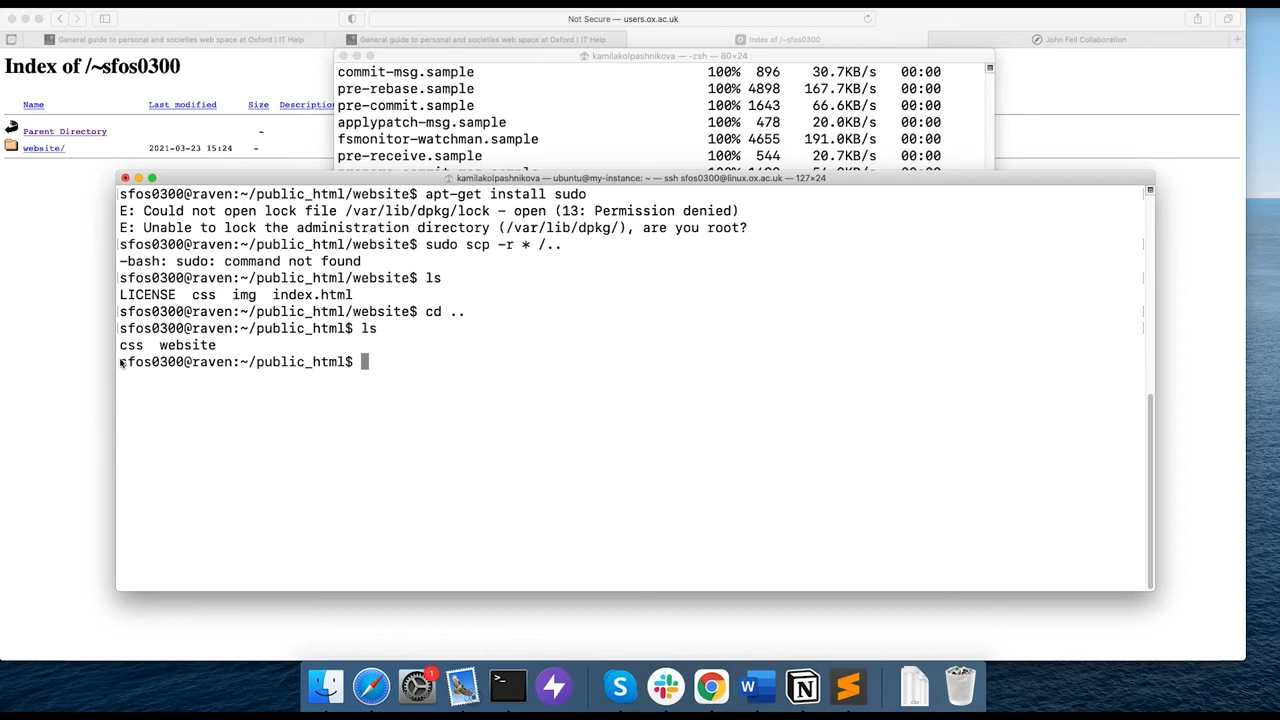 Not Secure — users.ox.ac.uk
General guide to personal and societies web space at Oxford | IT Help
General guide to personal and societies web space at Oxford | IT Help
Index of /~sfos0300
John Fell Collaboration
Index of /~sfos0300
Name Last modified Size Description
Parent Directory -
website/ 2021-03-23 15:24 -
kamilakolpashnikova — -zsh — 80×24
commit-msg.sample 100% 896 30.7KB/s 00:00
pre-rebase.sample 100% 4898 167.7KB/s 00:00
pre-commit.sample 100% 1643 66.6KB/s 00:00
applypatch-msg.sample 100% 478 20.0KB/s 00:00
fsmonitor-watchman.sample 100% 4655 191.0KB/s 00:00
pre-receive.sample 100% 544 20.7KB/s 00:00
kamilakolpashnikova — ubuntu@my-instance: ~ — ssh sfos0300@linux.ox.ac.uk — 127×24
sfos0300@raven:~/public_html/website$ apt-get install sudo
E: Could not open lock file /var/lib/dpkg/lock - open (13: Permission denied)
E: Unable to lock the administration directory (/var/lib/dpkg/), are you root?
sfos0300@raven:~/public_html/website$ sudo scp -r * /..
-bash: sudo: command not found
sfos0300@raven:~/public_html/website$ ls
LICENSE css img index.html
sfos0300@raven:~/public_html/website$ cd ..
sfos0300@raven:~/public_html$ ls
css website
sfos0300@raven:~/public_html$
1